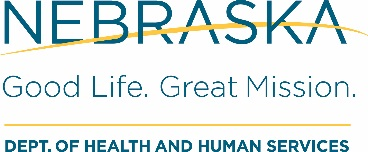 NEBRASKA
Good Life. Great Mission.
DEPT. OF HEALTH AND HUMAN SERVICES